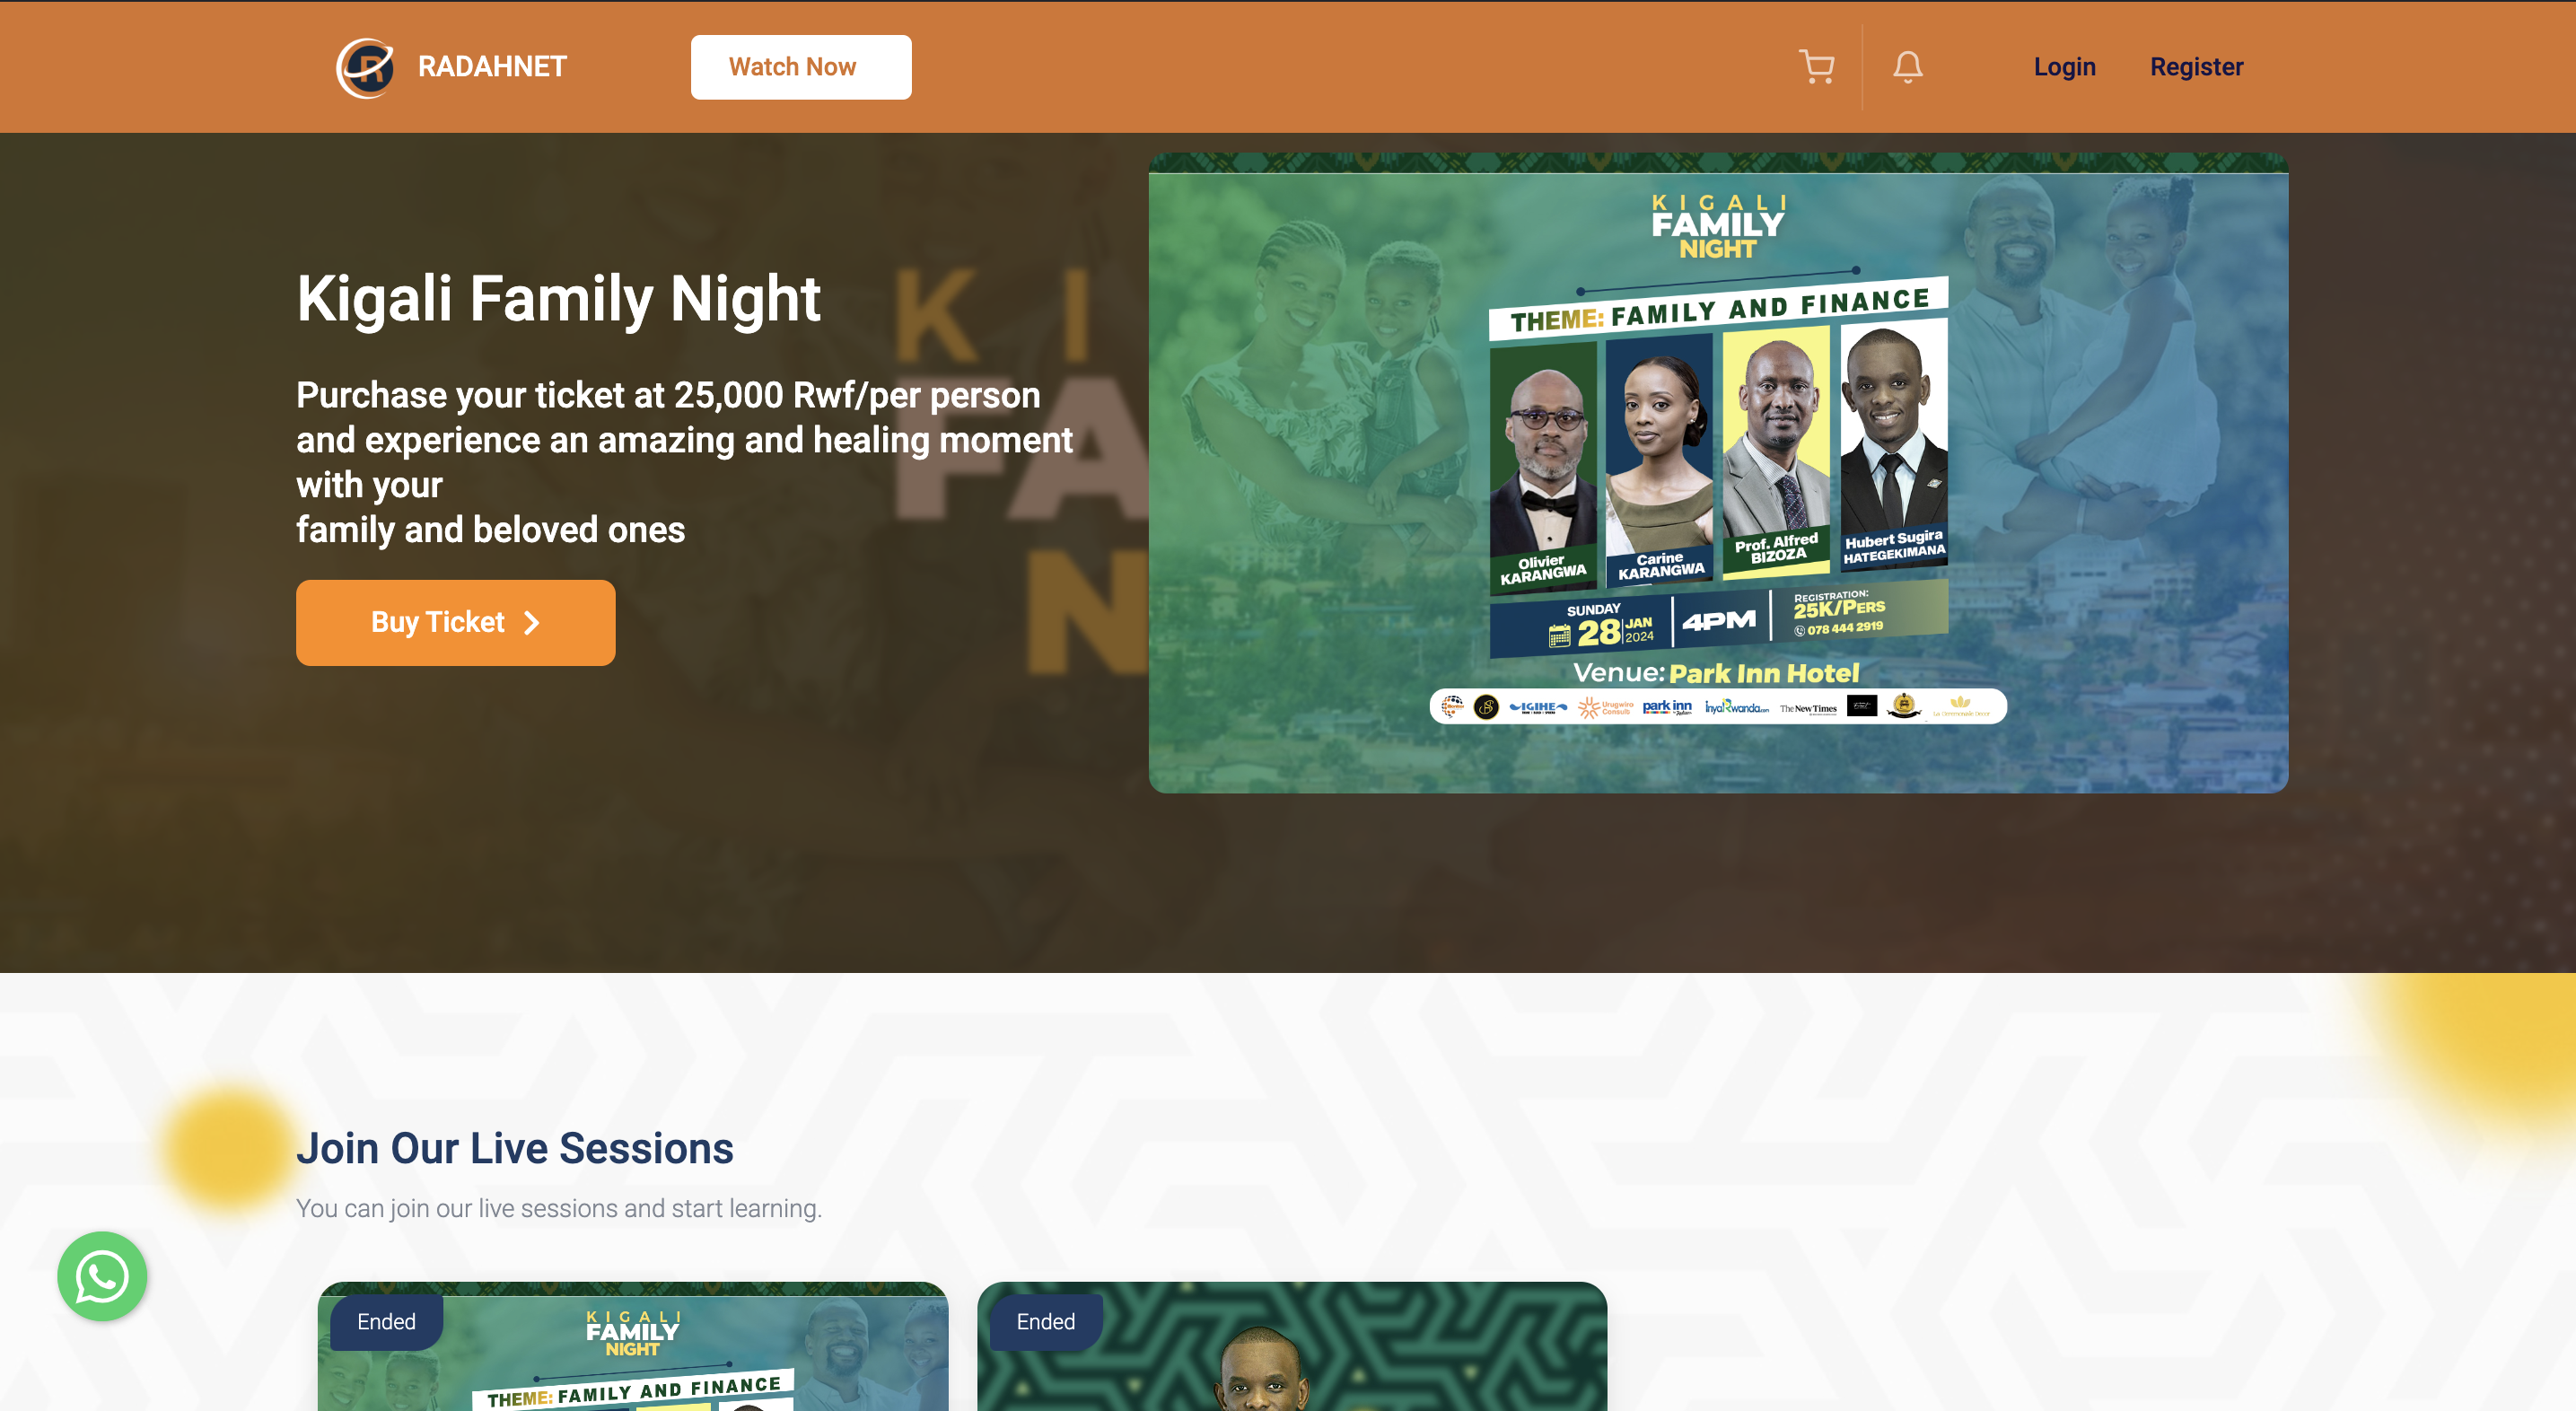 RADAHNET
Watch Now
Login
Register
Kigali Family Night
Purchase your ticket at 25,000 Rwf/per person
and experience an amazing and healing moment
with your
family and beloved ones
Buy Ticket
K I
FA
N
KIGALI
FAMILY
NIGHT
THEME: FAMILY AND FINANCE
Olivier
KARANGWA
Carine
KARANGWA
Prof. Alfred
BIZOZA
Hubert Sugira
HATEGEKIMANA
SUNDAY
28 JAN
2024
4PM
REGISTRATION:
25K/PERS
078 444 2919
Venue: Park Inn Hotel
IGIHE
Urugwiro
Consult
park inn
InyaRwanda.com
The New Times
Join Our Live Sessions
You can join our live sessions and start learning.
Ended
KIGALI
FAMILY
NIGHT
THEME: FAMILY AND FINANCE
Ended